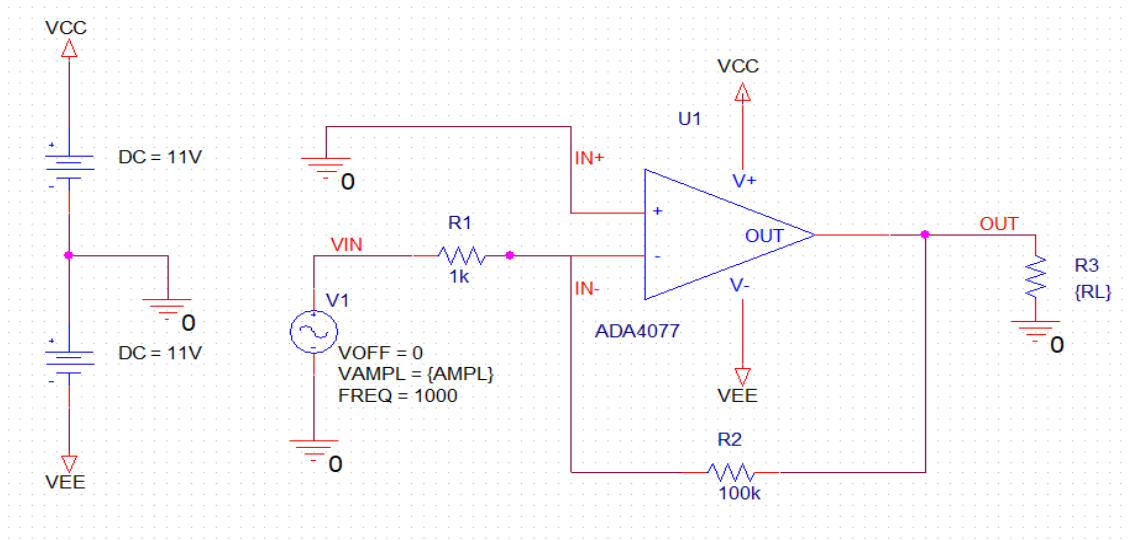 VCC
DC = 11V
0
DC = 11V
VEE
0
VIN
R1
1k
V1
VOFF = 0
VAMPL = {AMPL}
FREQ = 1000
0
VCC
U1
IN+
V+
+
OUT
-
IN-
V-
ADA4077
VEE
R2
100k
OUT
R3
{RL}
0